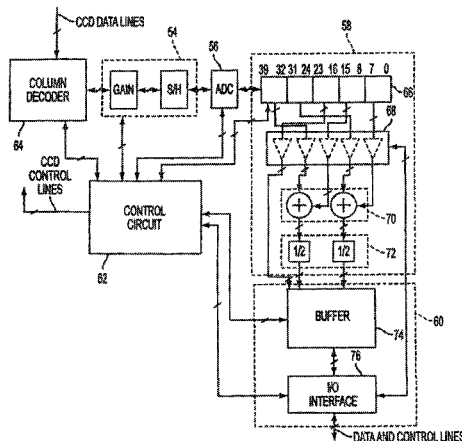 CCD DATA LINES
54
56
58
39 32 31 24 23 16 15 8 7 0
COLUMN DECODER
GAIN
S/H
ADC
66
64
68
CCD CONTROL LINES
CONTROL CIRCUIT
62
+
+
70
1/2
1/2
72
BUFFER
74
60
76
I/O INTERFACE
DATA AND CONTROL LINES